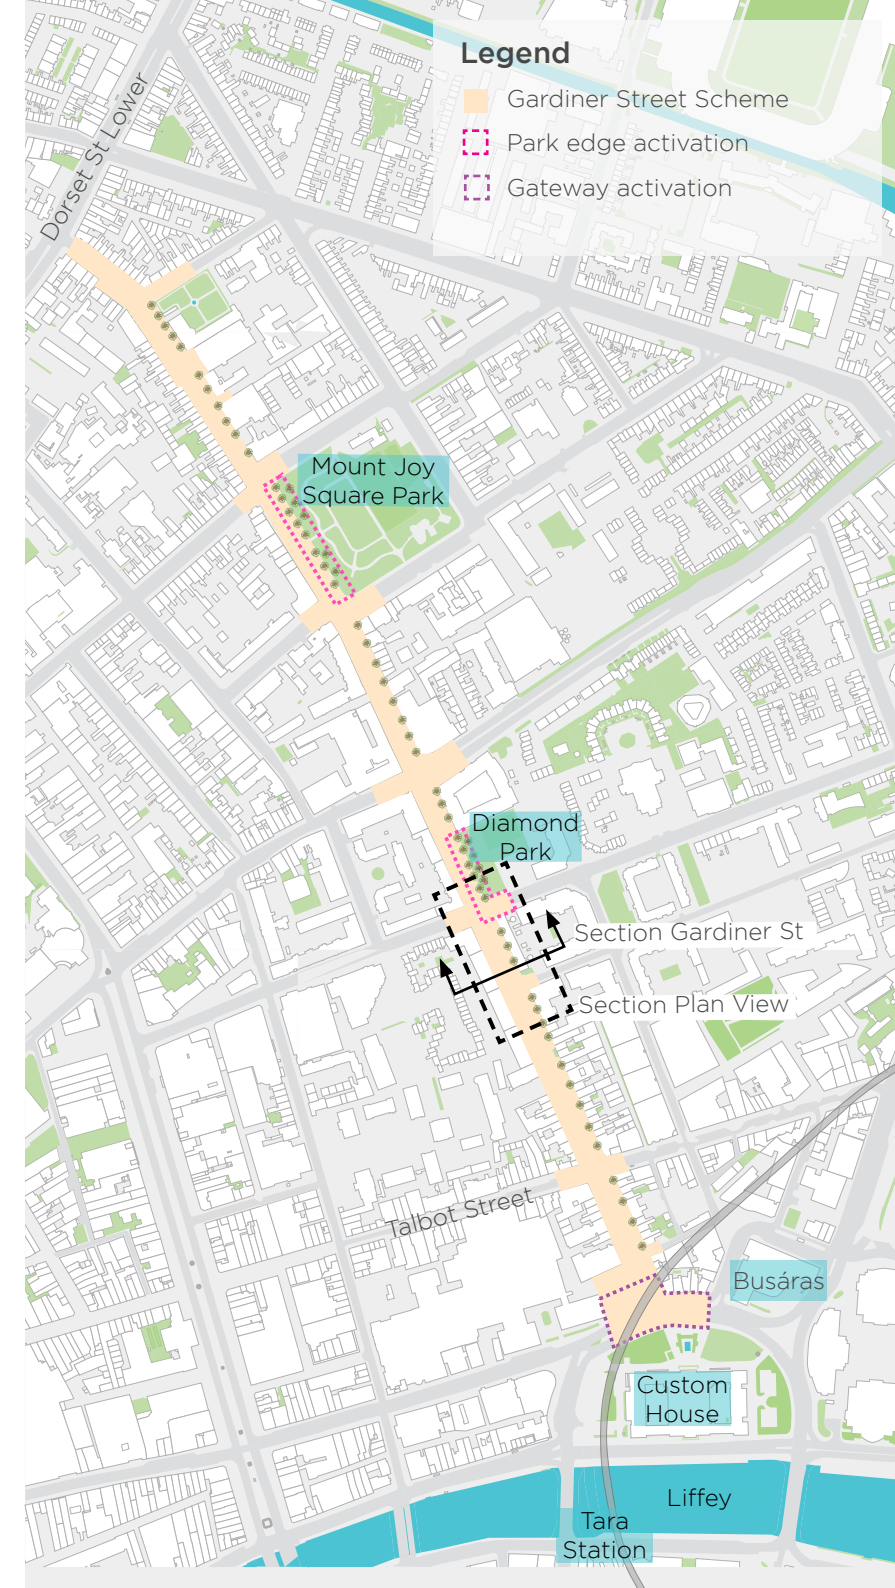 Legend
Gardiner Street Scheme
Park edge activation
Gateway activation
Dorset St Lower
Mount Joy
Square Park
Diamond
Park
Section Gardiner St
Section Plan View
Talbot Street
Busáras
Custom
House
Liffey
Tara
Station